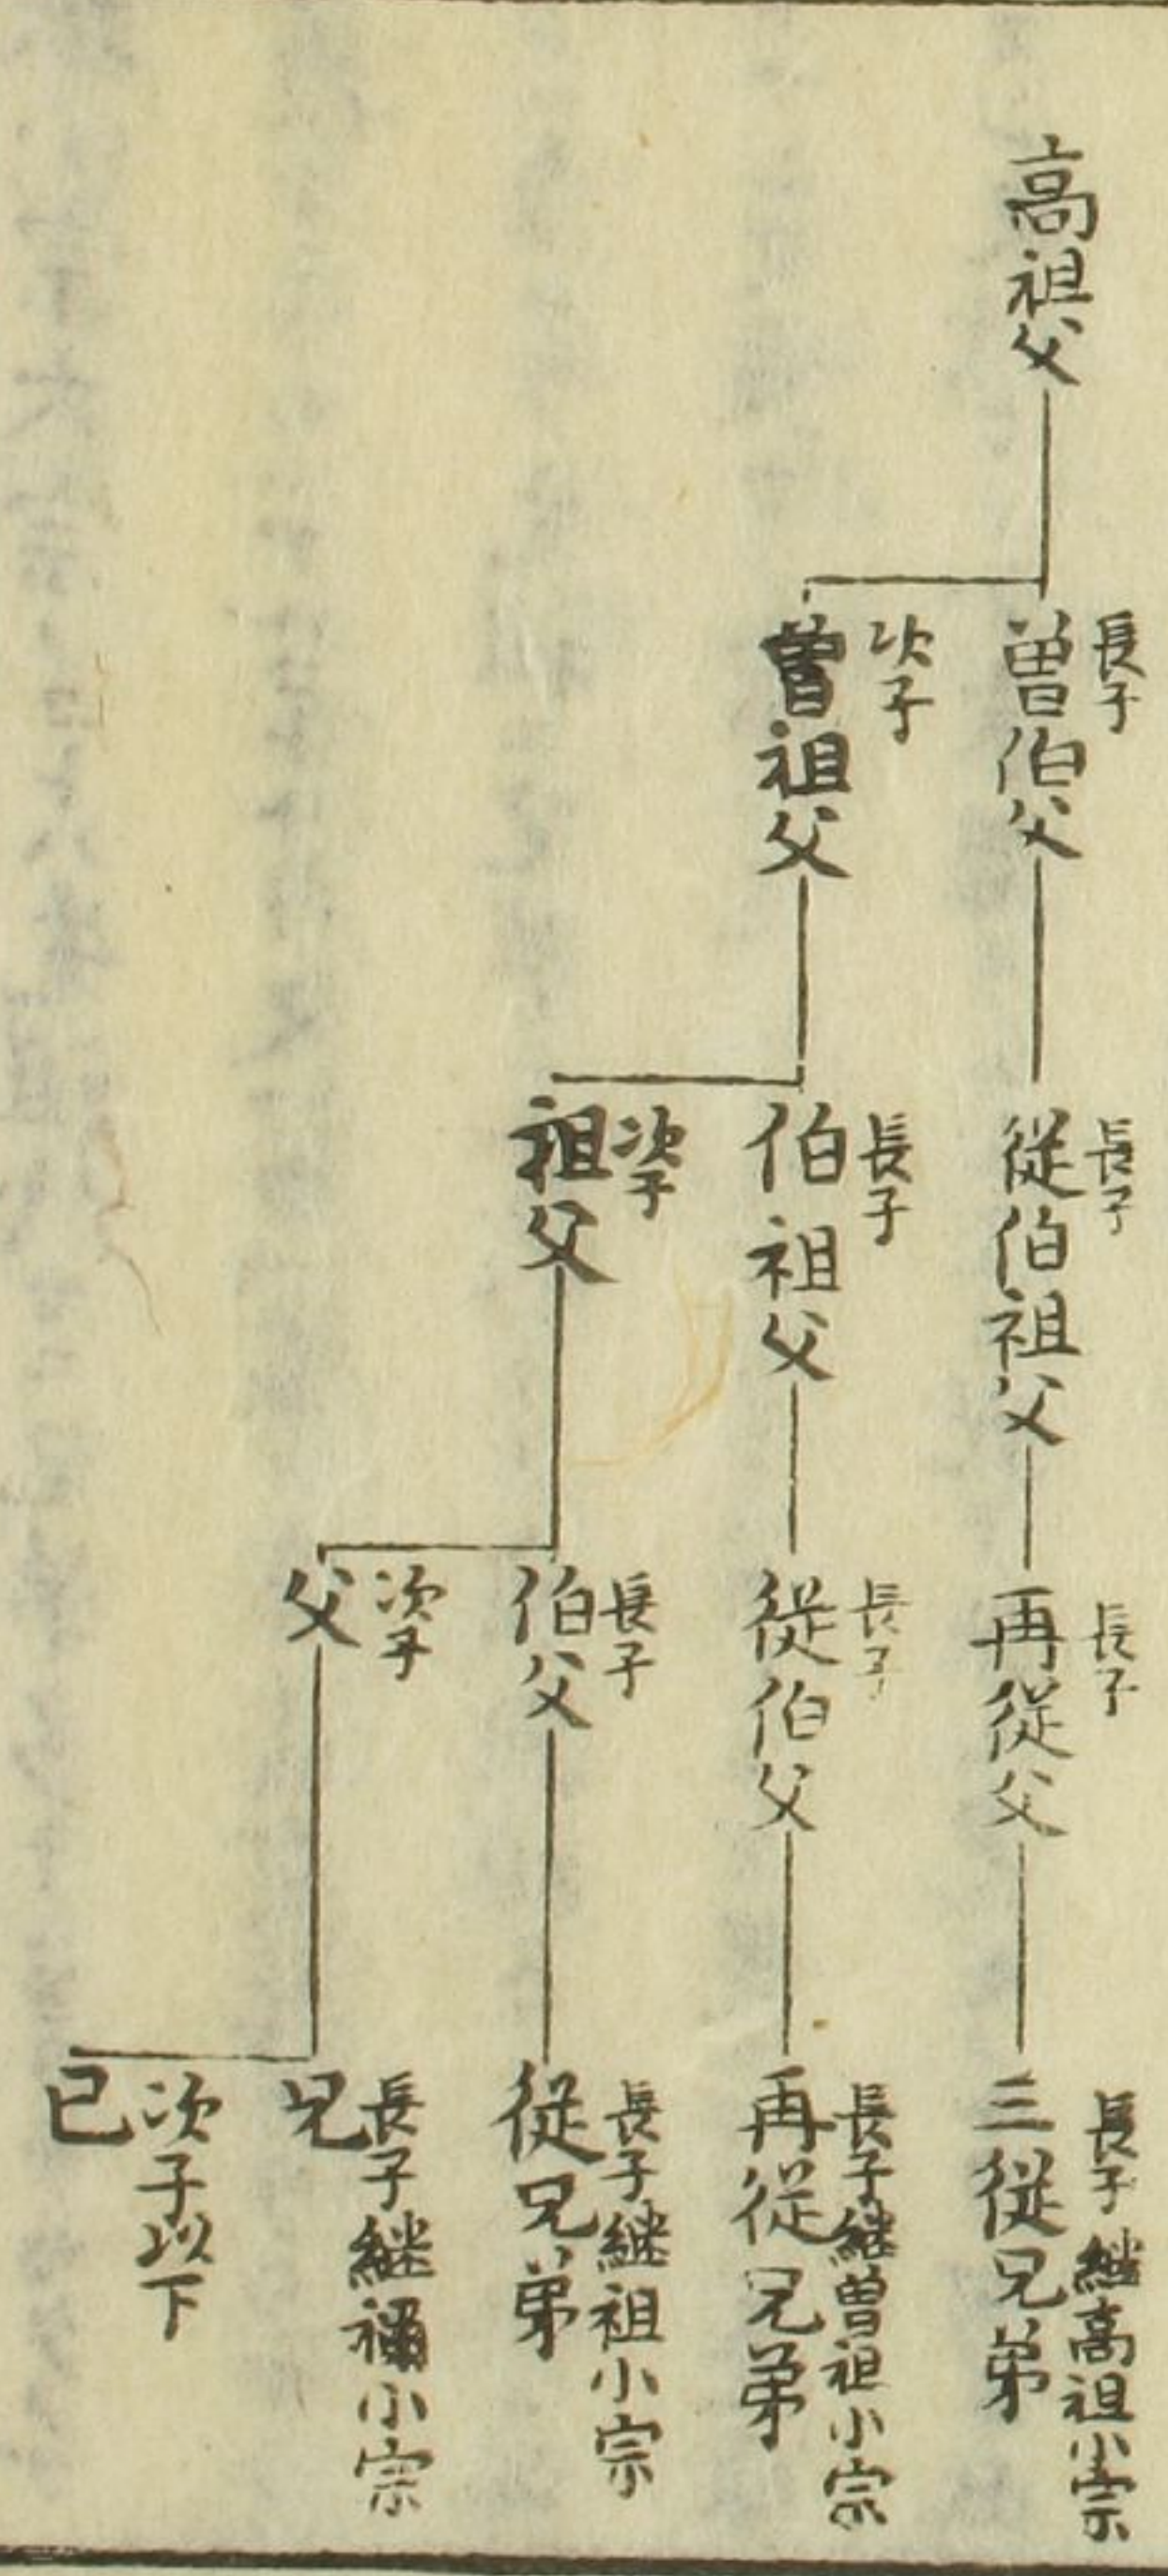 高祖父
長子
曽伯父
長子
從伯祖父
長子
再從父
長子繼高祖小宗
三從兄弟
次子
曽祖父
長子
伯祖父
長子
從伯父
長子繼曽祖小宗
再從兄弟
次子
祖父
長子
伯父
長子繼祖小宗
從兄弟
次子
父
長子繼禰小宗
兄
次子以下
己